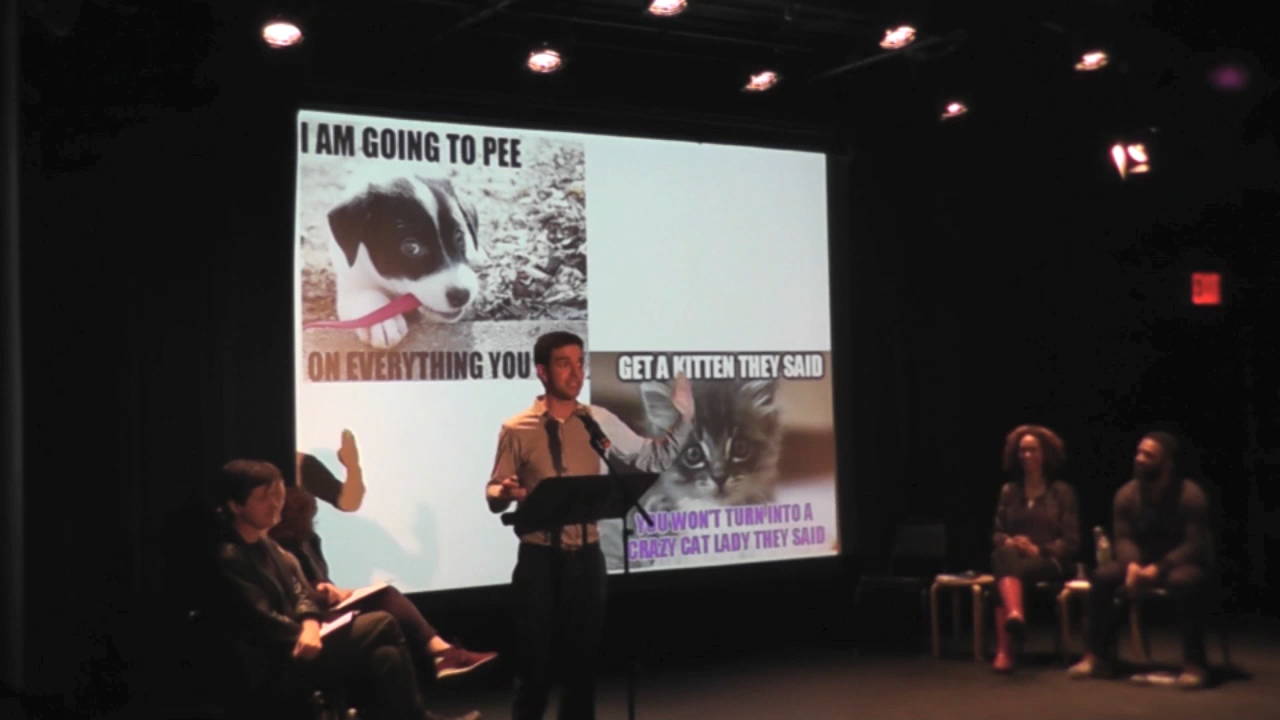 I AM GOING TO PEE
ON EVERYTHING YOU
GET A KITTEN THEY SAID
YOU WON'T TURN INTO A
CRAZY CAT LADY THEY SAID